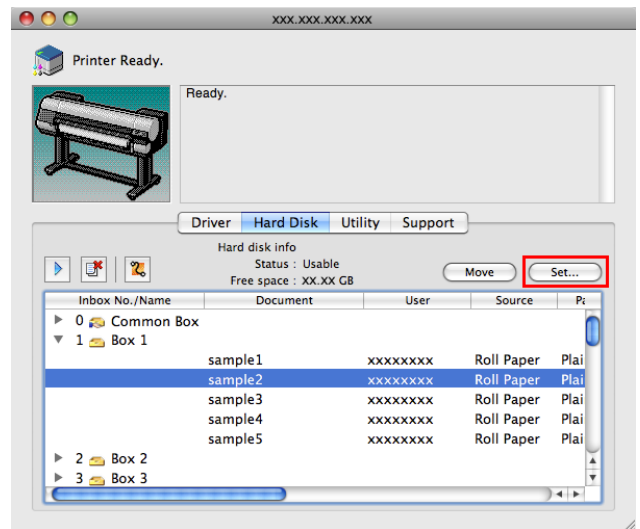 xxx.xxx.xxx.xxx
Printer Ready.
Ready.
Driver Hard Disk Utility Support
Hard disk info
Status : Usable
Free space : XX.XX GB
Move Set...
Inbox No./Name Document User Source Pa
0 Common Box
1 Box 1
sample1 xxxxxxxx Roll Paper Plai
sample2 xxxxxxxx Roll Paper Plai
sample3 xxxxxxxx Roll Paper Plai
sample4 xxxxxxxx Roll Paper Plai
sample5 xxxxxxxx Roll Paper Plai
2 Box 2
3 Box 3